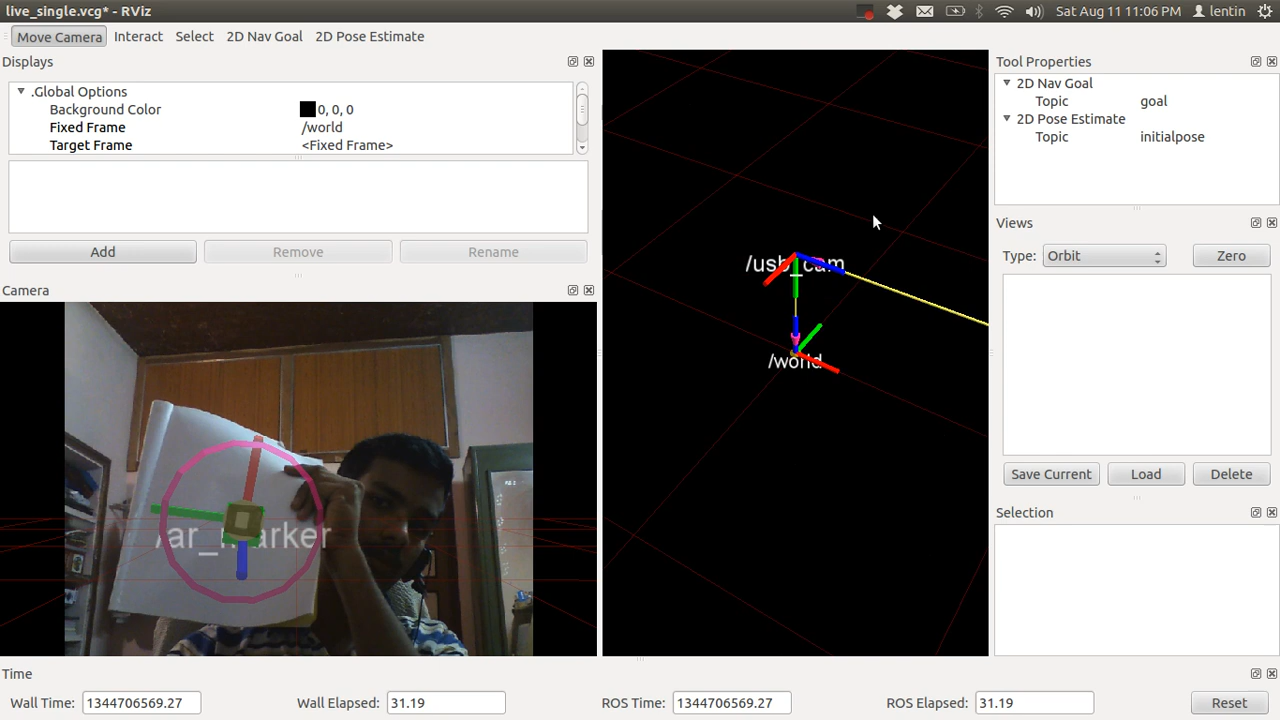 live_single.vcg* - RViz
Sat Aug 11 11:06 PM
lentin
Move Camera
Interact
Select
2D Nav Goal
2D Pose Estimate
Displays
.Global Options
Background Color
0, 0, 0
Fixed Frame
/world
Target Frame
<Fixed Frame>
Add
Remove
Rename
Camera
/ar_marker
/usb_cam
/world
Tool Properties
2D Nav Goal
Topic
goal
2D Pose Estimate
Topic
initialpose
Views
Type:
Orbit
Zero
Save Current
Load
Delete
Selection
Time
Wall Time:
1344706569.27
Wall Elapsed:
31.19
ROS Time:
1344706569.27
ROS Elapsed:
31.19
Reset